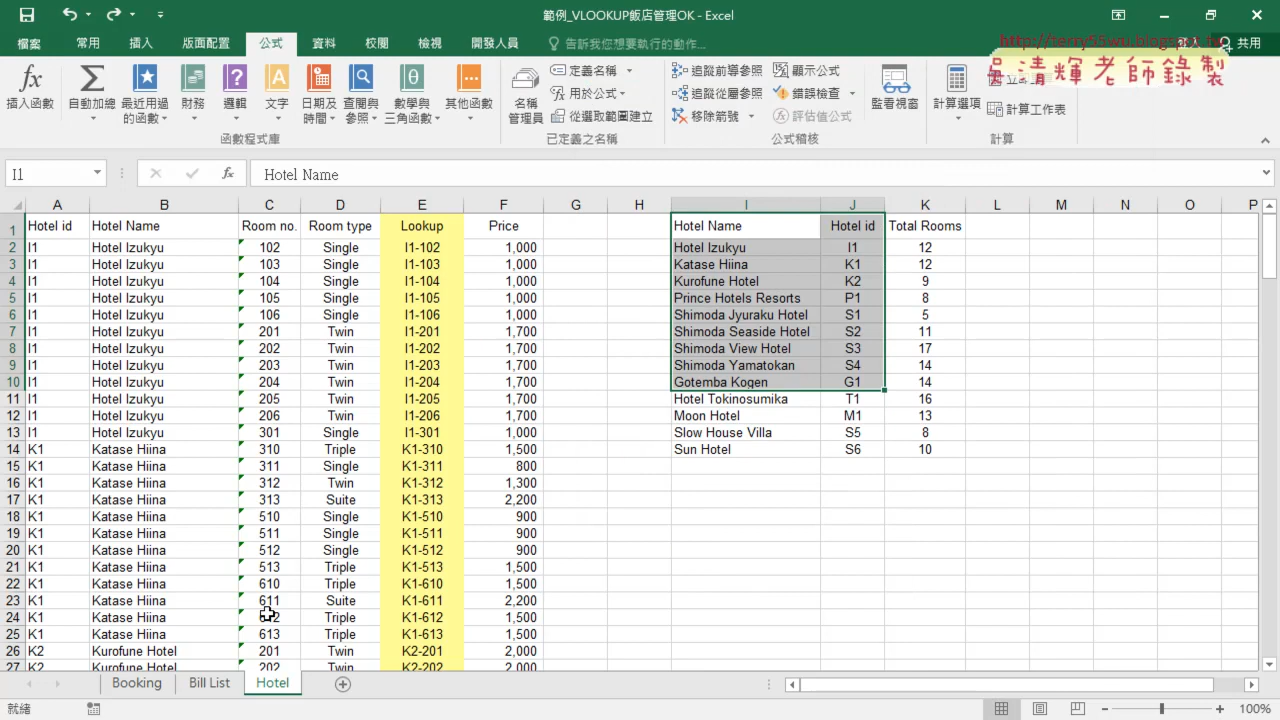 範例_VLOOKUP飯店管理OK - Excel
檔案 常用 插入 版面配置 公式 資料 校閱 檢視 開發人員 告訴我您想要執行的動作... 共用
http://terry55wu.blogspot.tw
吳清輝老師錄製
插入函數 自動加總 最近用過的函數 財務 邏輯 文字 日期及時間 查閱與參照 數學與三角函數 其他函數
函數程式庫
名稱管理員 定義名稱 用於公式 從選取範圍建立
已定義之名稱
追蹤前導參照 顯示公式
追蹤從屬參照 錯誤檢查
移除箭號 評估值公式
監看視窗
公式稽核
計算選項 計算工作表
計算
I1 fx Hotel Name
A B C D E F G H I J K L M N O P
1 Hotel id Hotel Name Room no. Room type Lookup Price Hotel Name Hotel id Total Rooms
2 I1 Hotel Izukyu 102 Single I1-102 1,000 Hotel Izukyu I1 12
3 I1 Hotel Izukyu 103 Single I1-103 1,000 Katase Hiina K1 12
4 I1 Hotel Izukyu 104 Single I1-104 1,000 Kurofune Hotel K2 9
5 I1 Hotel Izukyu 105 Single I1-105 1,000 Prince Hotels Resorts P1 8
6 I1 Hotel Izukyu 106 Single I1-106 1,000 Shimoda Jyuraku Hotel S1 5
7 I1 Hotel Izukyu 201 Twin I1-201 1,700 Shimoda Seaside Hotel S2 11
8 I1 Hotel Izukyu 202 Twin I1-202 1,700 Shimoda View Hotel S3 17
9 I1 Hotel Izukyu 203 Twin I1-203 1,700 Shimoda Yamatokan S4 14
10 I1 Hotel Izukyu 204 Twin I1-204 1,700 Gotemba Kogen G1 14
11 I1 Hotel Izukyu 205 Twin I1-205 1,700 Hotel Tokinosumika T1 16
12 I1 Hotel Izukyu 206 Twin I1-206 1,700 Moon Hotel M1 13
13 I1 Hotel Izukyu 301 Single I1-301 1,000 Slow House Villa S5 8
14 K1 Katase Hiina 310 Triple K1-310 1,500 Sun Hotel S6 10
15 K1 Katase Hiina 311 Single K1-311 800
16 K1 Katase Hiina 312 Twin K1-312 1,300
17 K1 Katase Hiina 313 Suite K1-313 2,200
18 K1 Katase Hiina 510 Single K1-510 900
19 K1 Katase Hiina 511 Single K1-511 900
20 K1 Katase Hiina 512 Single K1-512 900
21 K1 Katase Hiina 513 Triple K1-513 1,500
22 K1 Katase Hiina 610 Triple K1-610 1,500
23 K1 Katase Hiina 611 Suite K1-611 2,200
24 K1 Katase Hiina 612 Triple K1-612 1,500
25 K1 Katase Hiina 613 Triple K1-613 1,500
26 K2 Kurofune Hotel 201 Twin K2-201 2,000
27 K2 Kurofune Hotel 202 Twin K2-202 2,000
Booking Bill List Hotel
就緒 100%